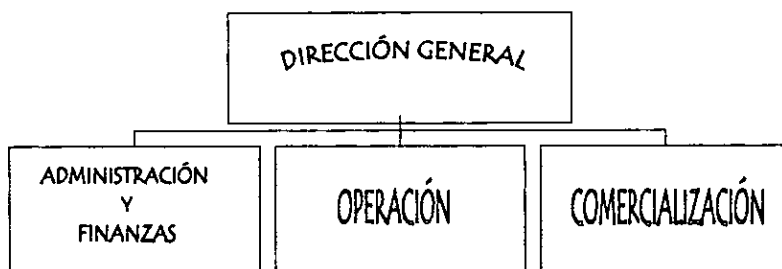 DIRECCIÓN GENERAL
ADMINISTRACIÓN
Y
FINANZAS
OPERACIÓN
COMERCIALIZACIÓN